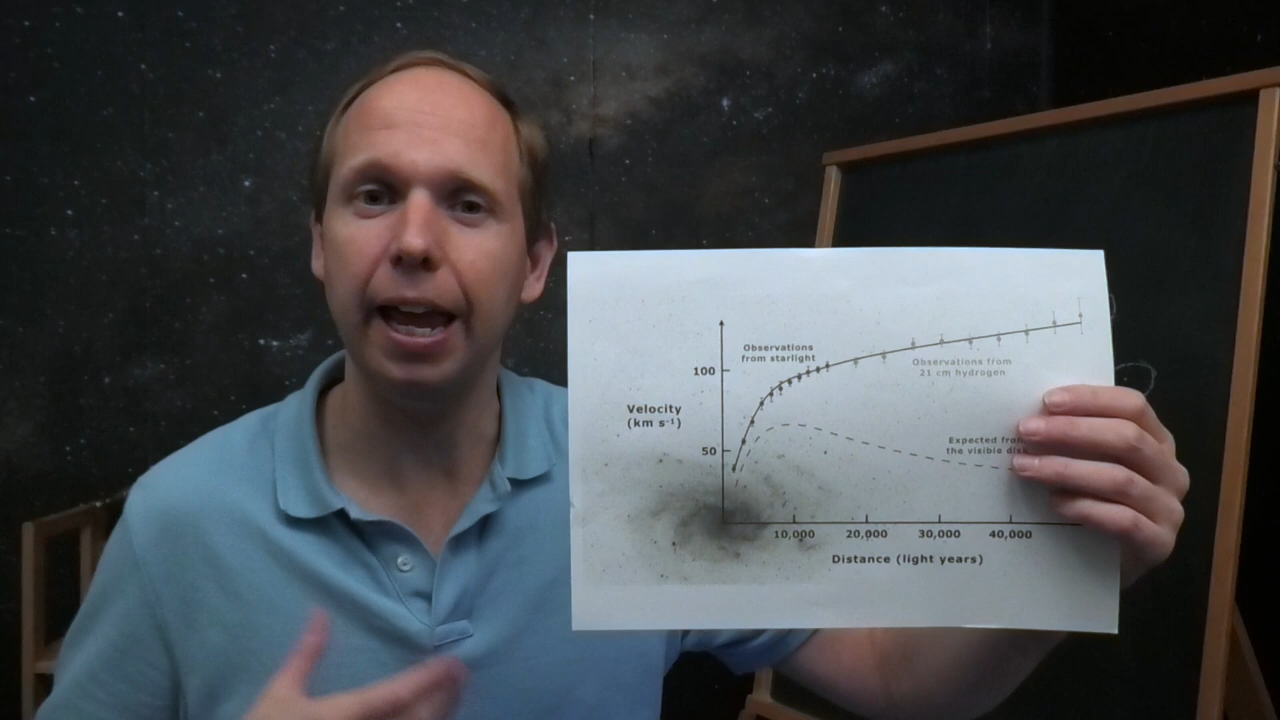 Observations
from starlight
100
Observations from
21 cm hydrogen
Velocity
(km s⁻¹)
Expected from
the visible disk
50
10,000 20,000 30,000 40,000
Distance (light years)